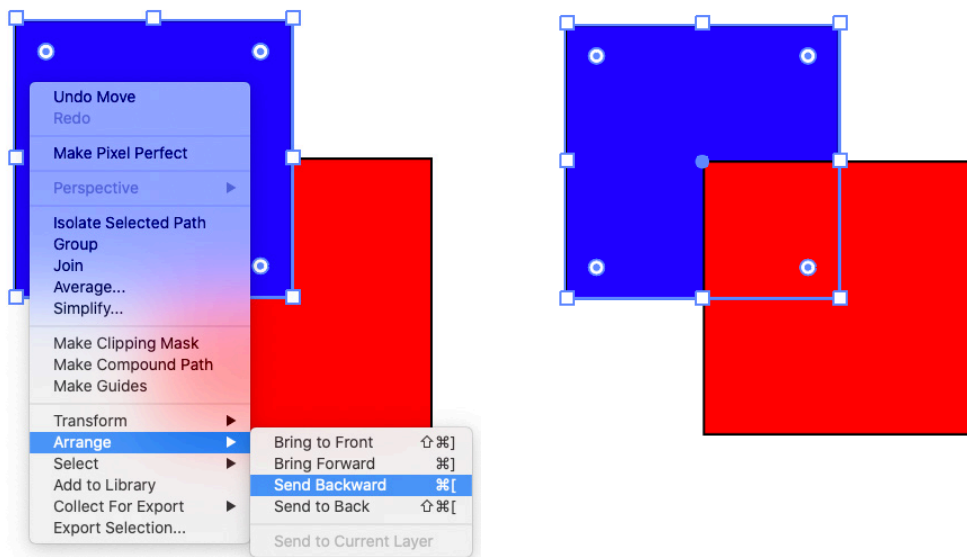 Undo Move
Redo
Make Pixel Perfect
Perspective ▶
Isolate Selected Path
Group
Join
Average...
Simplify...
Make Clipping Mask
Make Compound Path
Make Guides
Transform ▶
Arrange ▶
Select ▶
Add to Library
Collect For Export ▶
Export Selection...
Bring to Front ⇧⌘]
Bring Forward ⌘]
Send Backward ⌘[
Send to Back ⇧⌘[
Send to Current Layer